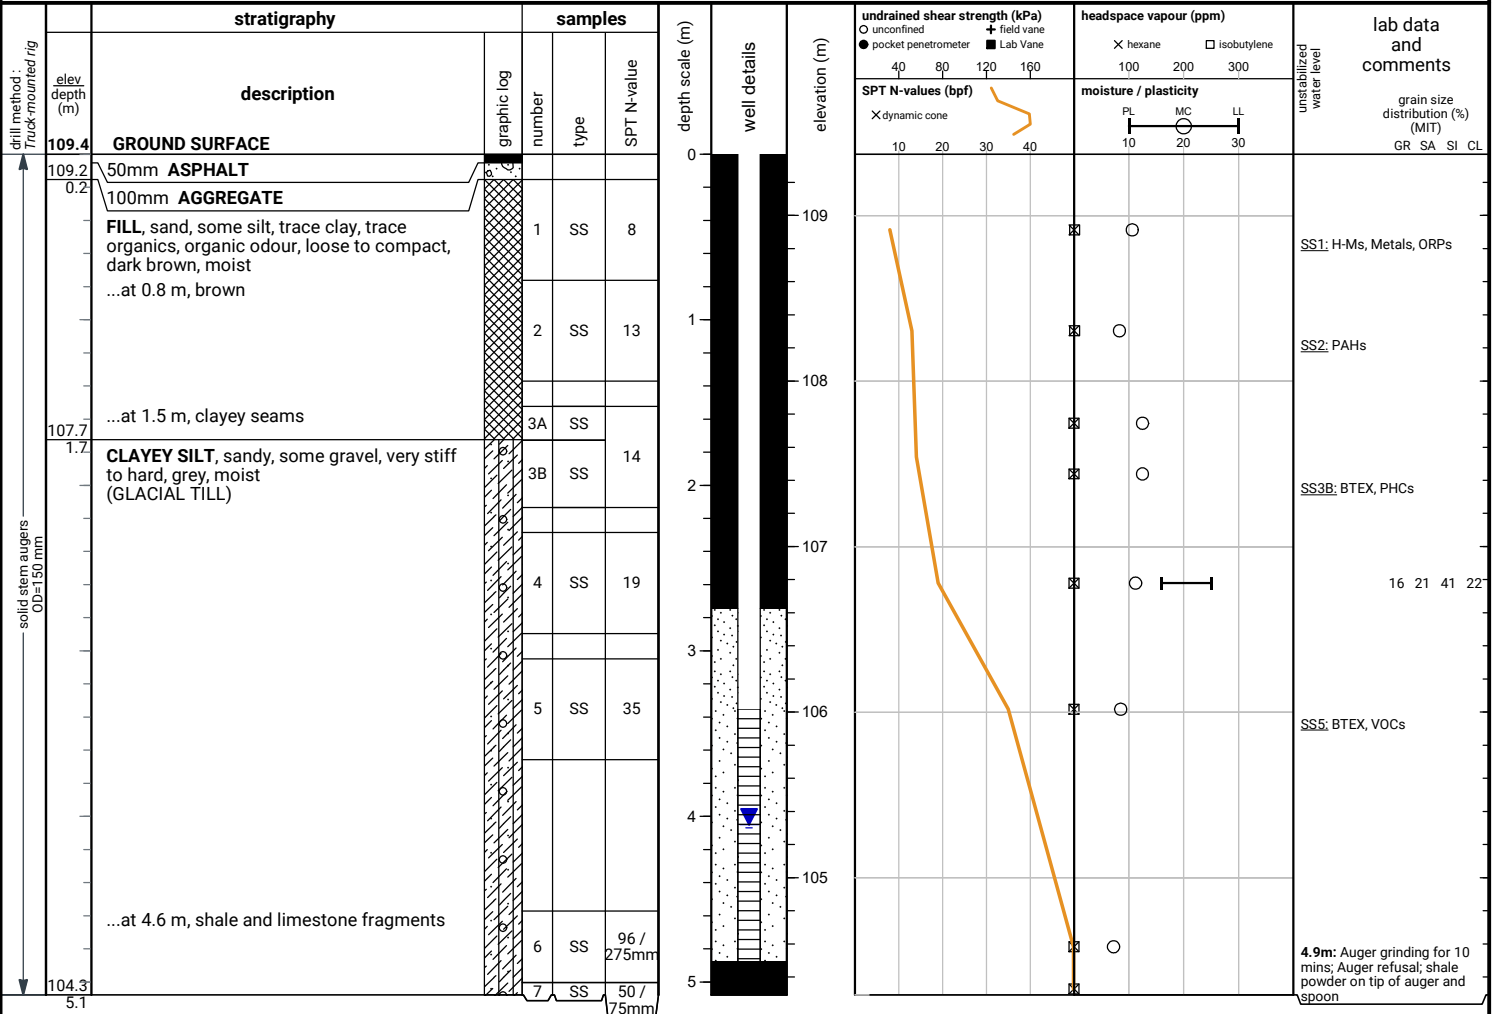 stratigraphy
samples
drill method :
Truck-mounted rig
elev
depth
(m)
description
graphic log
number
type
SPT N-value
depth scale (m)
well details
elevation (m)
undrained shear strength (kPa)
unconfined
field vane
pocket penetrometer
Lab Vane
40 80 120 160
SPT N-values (bpf)
dynamic cone
10 20 30 40
headspace vapour (ppm)
hexane
isobutylene
100 200 300
moisture / plasticity
PL MC LL
10 20 30
unstabilized
water level
lab data
and
comments
grain size
distribution (%)
(MIT)
GR SA SI CL
109.4 GROUND SURFACE
109.2
0.2
50mm ASPHALT
100mm AGGREGATE
FILL, sand, some silt, trace clay, trace
organics, organic odour, loose to compact,
dark brown, moist
...at 0.8 m, brown
...at 1.5 m, clayey seams
107.7
1.7
CLAYEY SILT, sandy, some gravel, very stiff
to hard, grey, moist
(GLACIAL TILL)
...at 4.6 m, shale and limestone fragments
104.3
5.1
solid stem augers
OD=150 mm
1 SS 8
2 SS 13
3A SS
14
3B SS
4 SS 19
5 SS 35
6 SS 96 /
275mm
7 SS 50 /
75mm
0
1
2
3
4
5
109
108
107
106
105
SS1: H-Ms, Metals, ORPs
SS2: PAHs
SS3B: BTEX, PHCs
16 21 41 22
SS5: BTEX, VOCs
4.9m: Auger grinding for 10
mins; Auger refusal; shale
powder on tip of auger and
spoon